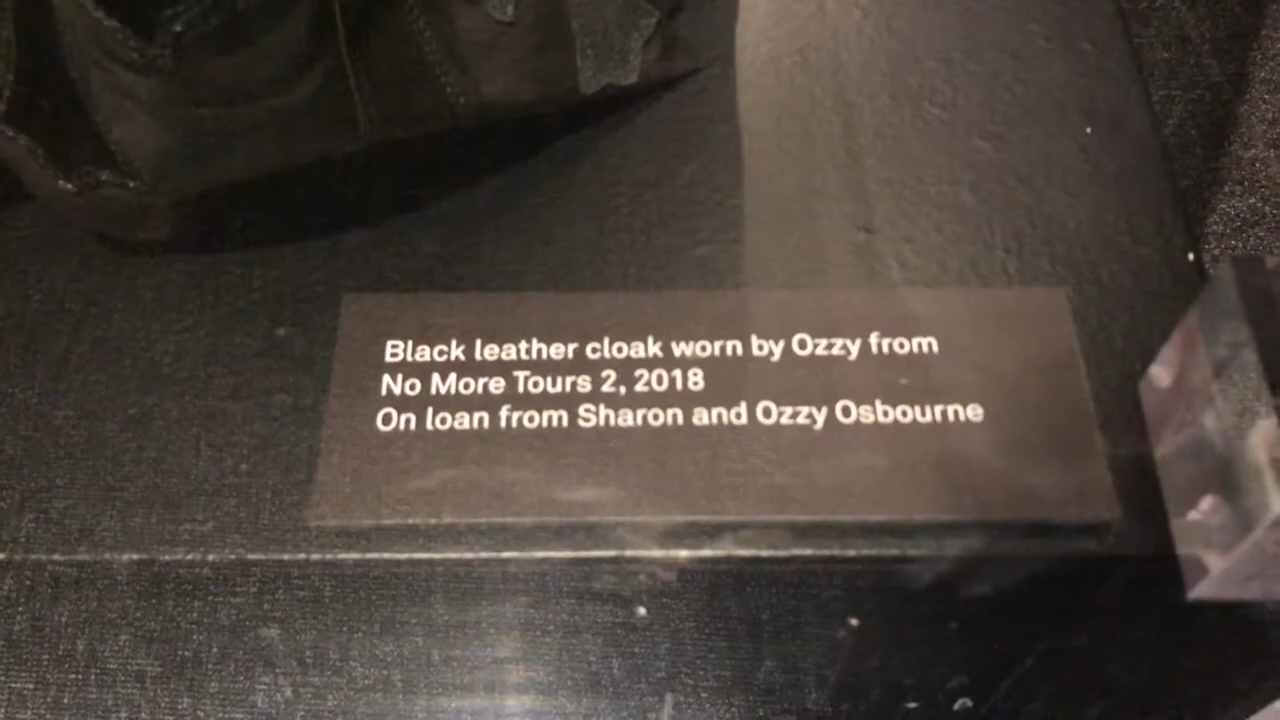 Black leather cloak worn by Ozzy from
No More Tours 2, 2018
On loan from Sharon and Ozzy Osbourne